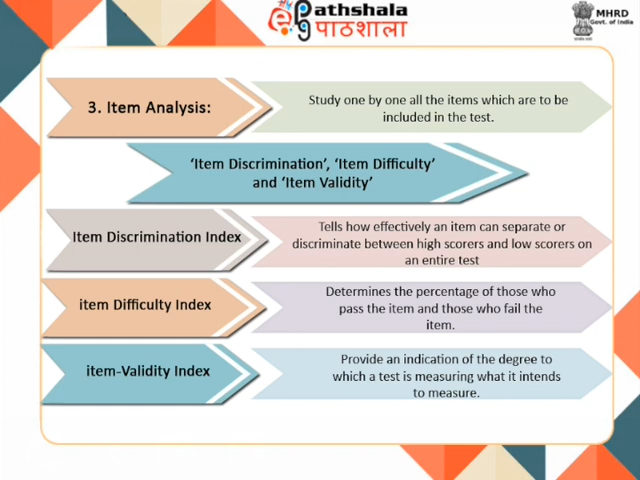 my
e Pathshala
पाठशाला
MHRD
Govt. of India
3. Item Analysis:
Study one by one all the items which are to be
included in the test.
‘Item Discrimination’, ‘Item Difficulty’
and ‘Item Validity’
Item Discrimination Index
Tells how effectively an item can separate or
discriminate between high scorers and low scorers on
an entire test
item Difficulty Index
Determines the percentage of those who
pass the item and those who fail the
item.
item-Validity Index
Provide an indication of the degree to
which a test is measuring what it intends
to measure.